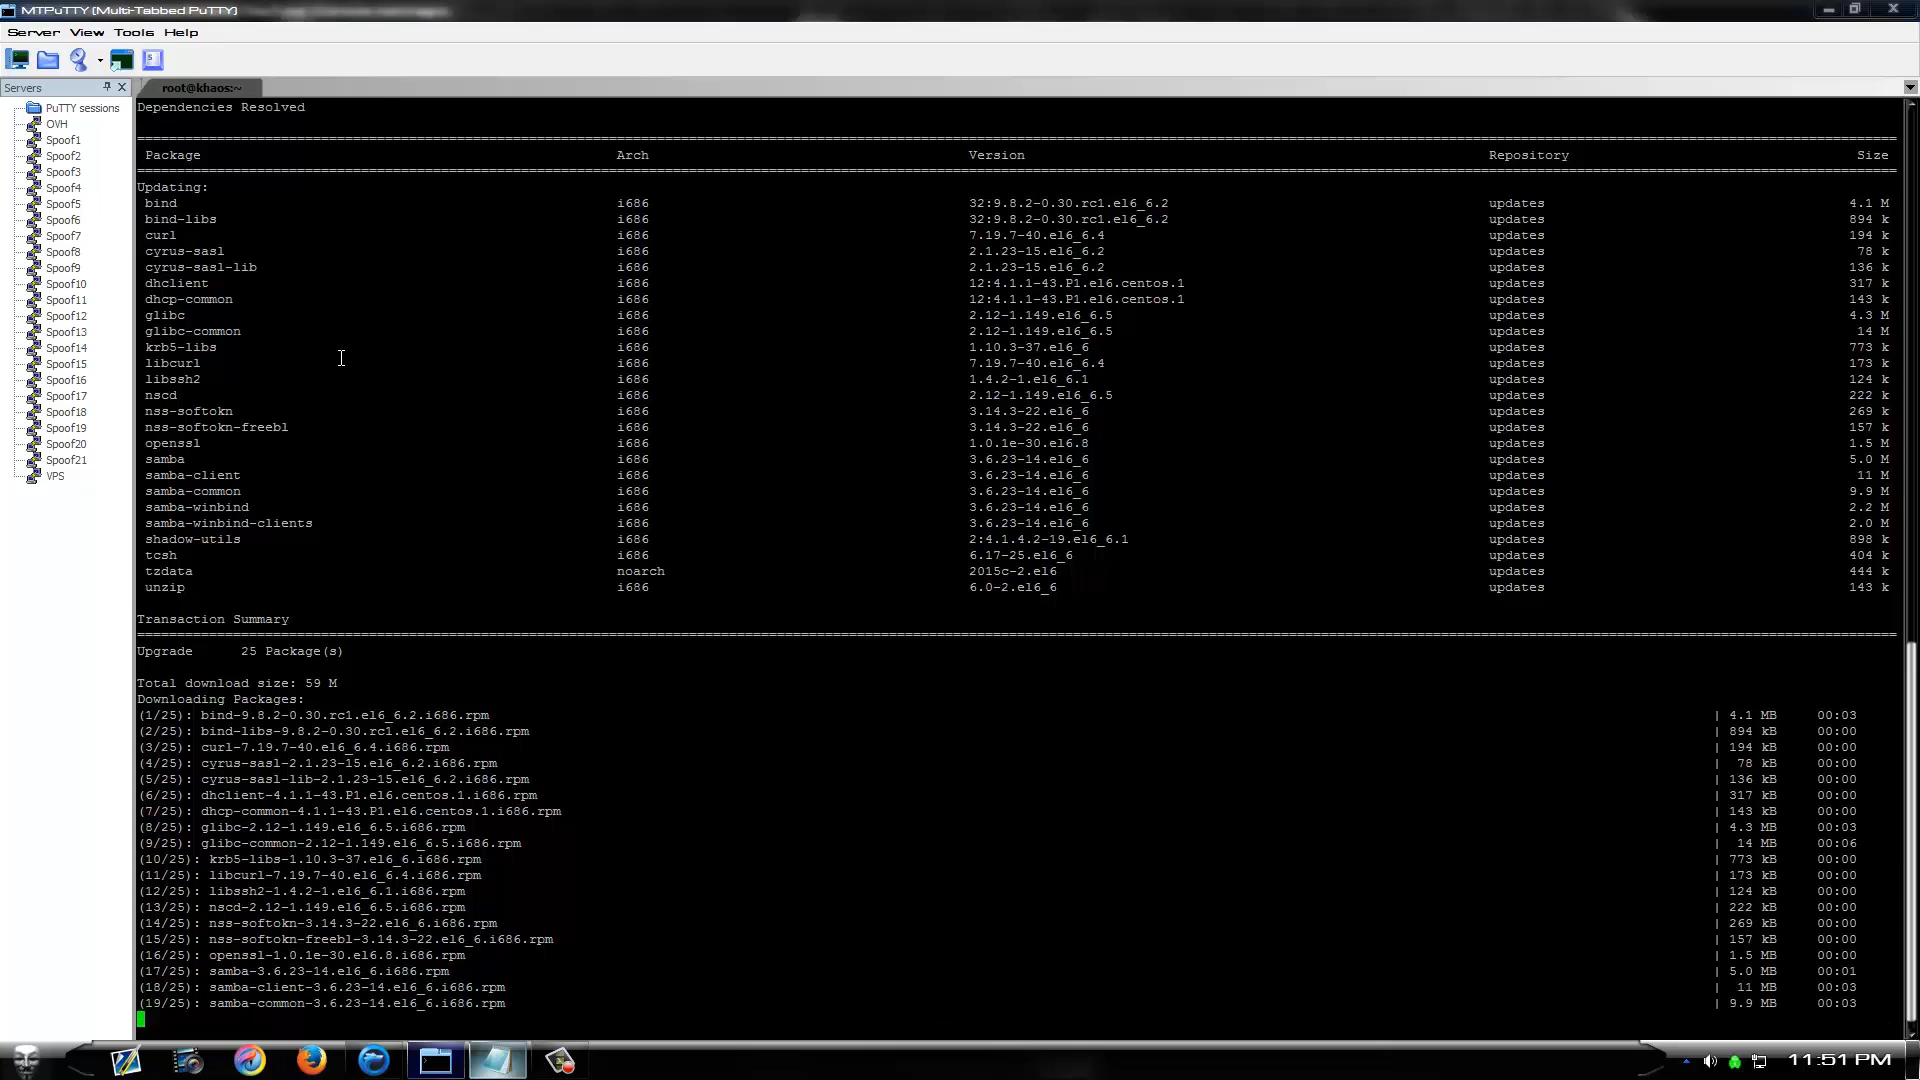 MTPuTTY (Multi-Tabbed PuTTY)
Server View Tools Help
Servers
root@khaos:~
PuTTY sessions
OVH
Spoof1
Spoof2
Spoof3
Spoof4
Spoof5
Spoof6
Spoof7
Spoof8
Spoof9
Spoof10
Spoof11
Spoof12
Spoof13
Spoof14
Spoof15
Spoof16
Spoof17
Spoof18
Spoof19
Spoof20
Spoof21
VPS
Dependencies Resolved
Package Arch Version Repository Size
Updating:
bind i686 32:9.8.2-0.30.rc1.el6_6.2 updates 4.1 M
bind-libs i686 32:9.8.2-0.30.rc1.el6_6.2 updates 894 k
curl i686 7.19.7-40.el6_6.4 updates 194 k
cyrus-sasl i686 2.1.23-15.el6_6.2 updates 78 k
cyrus-sasl-lib i686 2.1.23-15.el6_6.2 updates 136 k
dhclient i686 12:4.1.1-43.P1.el6.centos.1 updates 317 k
dhcp-common i686 12:4.1.1-43.P1.el6.centos.1 updates 143 k
glibc i686 2.12-1.149.el6_6.5 updates 4.3 M
glibc-common i686 2.12-1.149.el6_6.5 updates 14 M
krb5-libs i686 1.10.3-37.el6_6 updates 773 k
libcurl i686 7.19.7-40.el6_6.4 updates 173 k
libssh2 i686 1.4.2-1.el6_6.1 updates 124 k
nscd i686 2.12-1.149.el6_6.5 updates 222 k
nss-softokn i686 3.14.3-22.el6_6 updates 269 k
nss-softokn-freebl i686 3.14.3-22.el6_6 updates 157 k
openssl i686 1.0.1e-30.el6.8 updates 1.5 M
samba i686 3.6.23-14.el6_6 updates 5.0 M
samba-client i686 3.6.23-14.el6_6 updates 11 M
samba-common i686 3.6.23-14.el6_6 updates 9.9 M
samba-winbind i686 3.6.23-14.el6_6 updates 2.2 M
samba-winbind-clients i686 3.6.23-14.el6_6 updates 2.0 M
shadow-utils i686 2:4.1.4.2-19.el6_6.1 updates 898 k
tcsh i686 6.17-25.el6_6 updates 404 k
tzdata noarch 2015c-2.el6 updates 444 k
unzip i686 6.0-2.el6_6 updates 143 k
Transaction Summary
Upgrade 25 Package(s)
Total download size: 59 M
Downloading Packages:
(1/25): bind-9.8.2-0.30.rc1.el6_6.2.i686.rpm | 4.1 MB 00:03
(2/25): bind-libs-9.8.2-0.30.rc1.el6_6.2.i686.rpm | 894 kB 00:00
(3/25): curl-7.19.7-40.el6_6.4.i686.rpm | 194 kB 00:00
(4/25): cyrus-sasl-2.1.23-15.el6_6.2.i686.rpm | 78 kB 00:00
(5/25): cyrus-sasl-lib-2.1.23-15.el6_6.2.i686.rpm | 136 kB 00:00
(6/25): dhclient-4.1.1-43.P1.el6.centos.1.i686.rpm | 317 kB 00:00
(7/25): dhcp-common-4.1.1-43.P1.el6.centos.1.i686.rpm | 143 kB 00:00
(8/25): glibc-2.12-1.149.el6_6.5.i686.rpm | 4.3 MB 00:03
(9/25): glibc-common-2.12-1.149.el6_6.5.i686.rpm | 14 MB 00:06
(10/25): krb5-libs-1.10.3-37.el6_6.i686.rpm | 773 kB 00:00
(11/25): libcurl-7.19.7-40.el6_6.4.i686.rpm | 173 kB 00:00
(12/25): libssh2-1.4.2-1.el6_6.1.i686.rpm | 124 kB 00:00
(13/25): nscd-2.12-1.149.el6_6.5.i686.rpm | 222 kB 00:00
(14/25): nss-softokn-3.14.3-22.el6_6.i686.rpm | 269 kB 00:00
(15/25): nss-softokn-freebl-3.14.3-22.el6_6.i686.rpm | 157 kB 00:00
(16/25): openssl-1.0.1e-30.el6.8.i686.rpm | 1.5 MB 00:00
(17/25): samba-3.6.23-14.el6_6.i686.rpm | 5.0 MB 00:01
(18/25): samba-client-3.6.23-14.el6_6.i686.rpm | 11 MB 00:03
(19/25): samba-common-3.6.23-14.el6_6.i686.rpm | 9.9 MB 00:03
11:51 PM